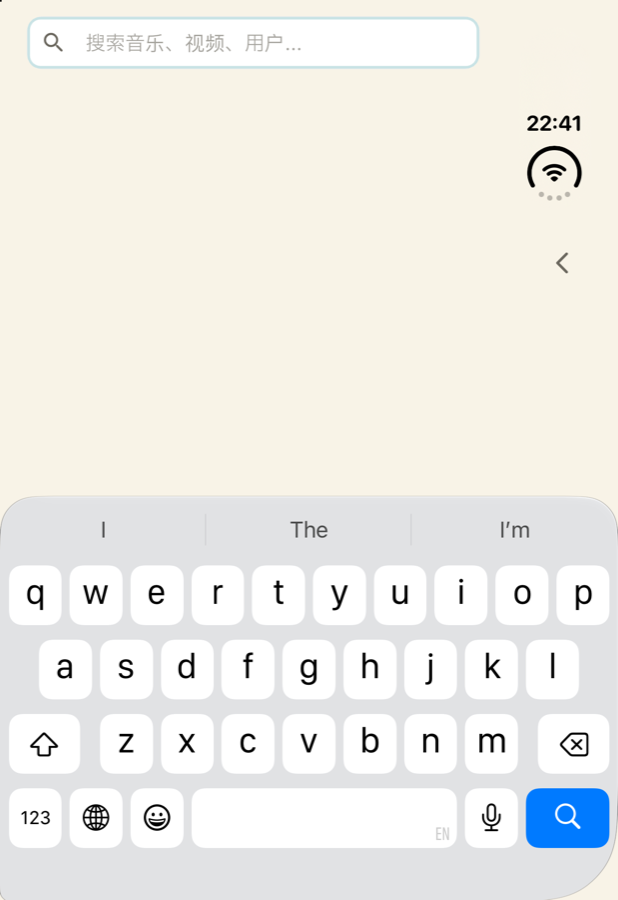 搜索音乐、视频、用户...
22:41
I
The
I’m
q w e r t y u i o p
a s d f g h j k l
z x c v b n m
123
EN